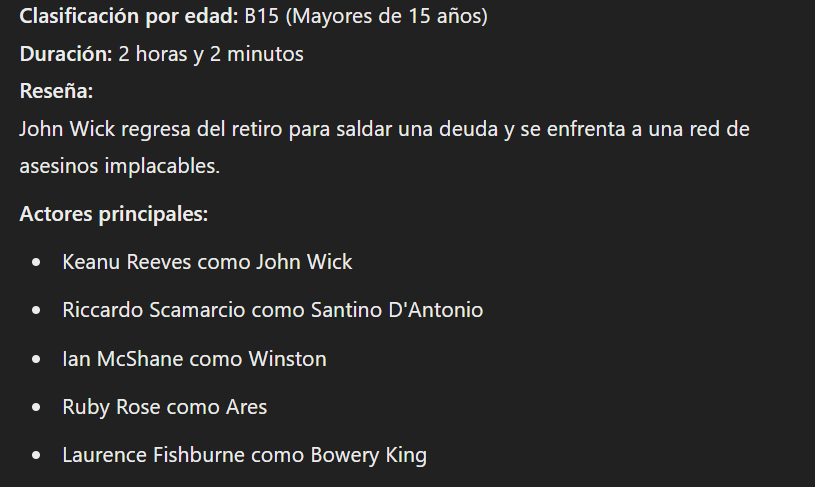 Clasificación por edad: B15 (Mayores de 15 años)
Duración: 2 horas y 2 minutos
Reseña:
John Wick regresa del retiro para saldar una deuda y se enfrenta a una red de
asesinos implacables.
Actores principales:
• Keanu Reeves como John Wick
• Riccardo Scamarcio como Santino D'Antonio
• Ian McShane como Winston
• Ruby Rose como Ares
• Laurence Fishburne como Bowery King